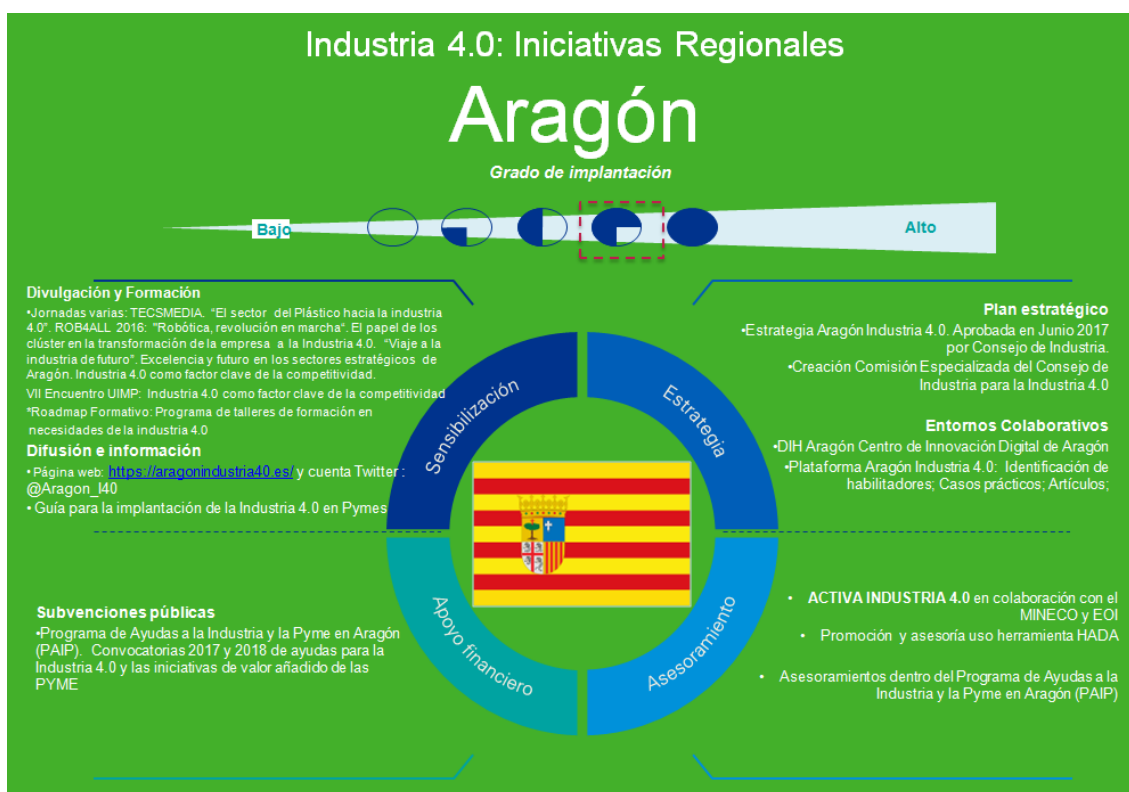 Industria 4.0: Iniciativas Regionales
Aragón
Grado de implantación
Bajo
Alto
Divulgación y Formación
•Jornadas varias: TECSMEDIA. "El sector del Plástico hacia la industria
4.0". ROB4ALL 2016: "Robótica, revolución en marcha". El papel de los
clúster en la transformación de la empresa a la Industria 4.0. "Viaje a la
industria de futuro". Excelencia y futuro en los sectores estratégicos de
Aragón. Industria 4.0 como factor clave de la competividad.
VII Encuentro UIMP: Industria 4.0 como factor clave de la competitividad
*Roadmap Formativo: Programa de talleres de formación en
necesidades de la industria 4.0
Difusión e información
• Página web: https://aragonindustria40.es/ y cuenta Twitter :
@Aragon_I40
• Guía para la implantación de la Industria 4.0 en Pymes
Plan estratégico
•Estrategia Aragón Industria 4.0. Aprobada en Junio 2017
por Consejo de Industria.
•Creación Comisión Especializada del Consejo de
Industria para la Industria 4.0
Entornos Colaborativos
•DIH Aragón Centro de Innovación Digital de Aragón
•Plataforma Aragón Industria 4.0: Identificación de
habilitadores; Casos prácticos; Artículos;
Sensibilización
Estrategia
Apoyo financiero
Asesoramiento
Subvenciones públicas
•Programa de Ayudas a la Industria y la Pyme en Aragón
(PAIP). Convocatorias 2017 y 2018 de ayudas para la
Industria 4.0 y las iniciativas de valor añadido de las
PYME
• ACTIVA INDUSTRIA 4.0 en colaboración con el
MINECO y EOI
• Promoción y asesoría uso herramienta HADA
• Asesoramientos dentro del Programa de Ayudas a la
Industria y la Pyme en Aragón (PAIP)